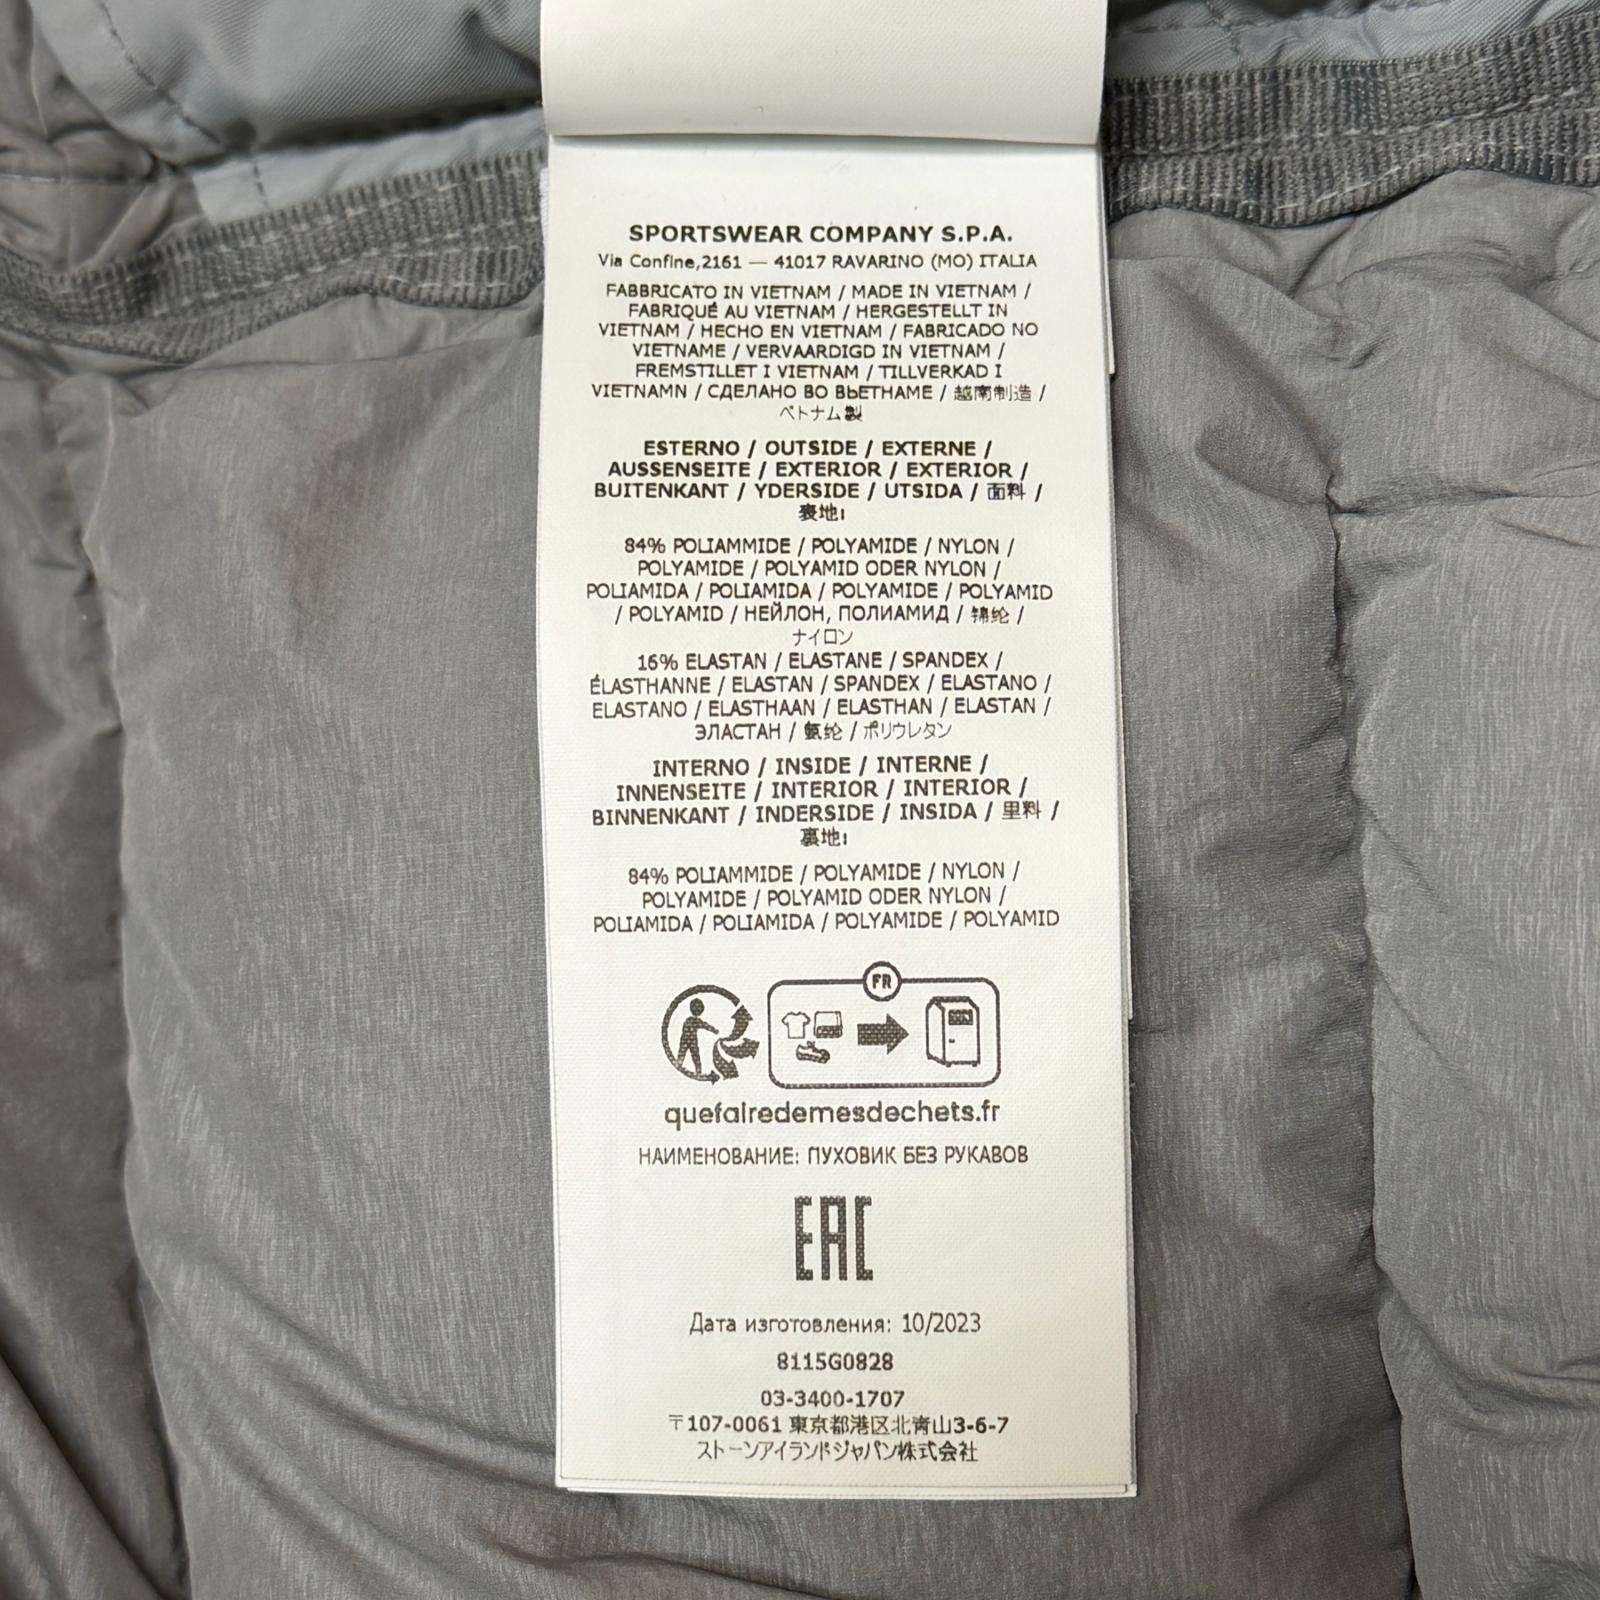 SPORTSWEAR COMPANY S.P.A.
Via Confine,2161 — 41017 RAVARINO (MO) ITALIA
FABBRICATO IN VIETNAM / MADE IN VIETNAM /
FABRIQUÉ AU VIETNAM / HERGESTELLT IN
VIETNAM / HECHO EN VIETNAM / FABRICADO NO
VIETNAME / VERVAARDIGD IN VIETNAM /
FREMSTILLET I VIETNAM / TILLVERKAD I
VIETNAMN / СДЕЛАНО ВО ВЬЕТНАМЕ / 越南制造 /
ベトナム製
ESTERNO / OUTSIDE / EXTERNE /
AUSSENSEITE / EXTERIOR / EXTERIOR /
BUITENKANT / YDERSIDE / UTSIDA / 面料 /
表地:
84% POLIAMMIDE / POLYAMIDE / NYLON /
POLYAMIDE / POLYAMID ODER NYLON /
POLIAMIDA / POLIAMIDA / POLYAMIDE / POLYAMID
/ POLYAMID / НЕЙЛОН, ПОЛИАМИД / 锦纶 /
ナイロン
16% ELASTAN / ELASTANE / SPANDEX /
ÉLASTHANNE / ELASTAN / SPANDEX / ELASTANO /
ELASTANO / ELASTHAAN / ELASTHAN / ELASTAN /
ЭЛАСТАН / 氨纶 / ポリウレタン
INTERNO / INSIDE / INTERNE /
INNENSEITE / INTERIOR / INTERIOR /
BINNENKANT / INDERSIDE / INSIDA / 里料 /
裏地:
84% POLIAMMIDE / POLYAMIDE / NYLON /
POLYAMIDE / POLYAMID ODER NYLON /
POLIAMIDA / POLIAMIDA / POLYAMIDE / POLYAMID
FR
quefairedemesdechets.fr
НАИМЕНОВАНИЕ: ПУХОВИК БЕЗ РУКАВОВ
EAC
Дата изготовления: 10/2023
8115G0828
03-3400-1707
〒107-0061 東京都港区北青山3-6-7
ストーンアイランドジャパン株式会社